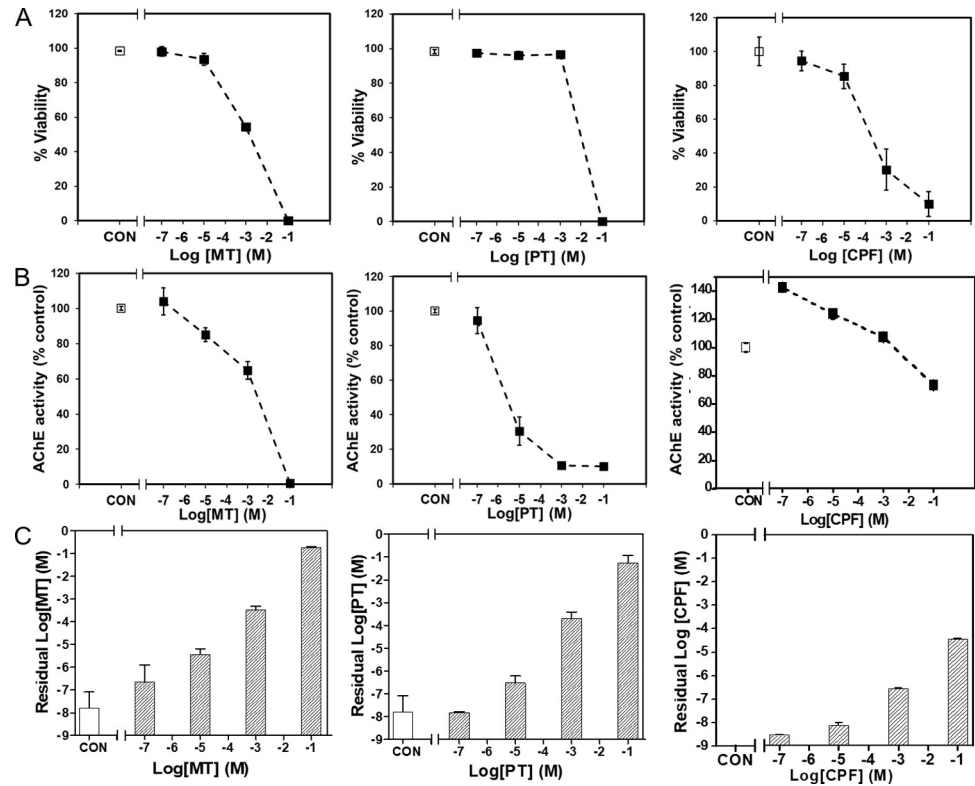 A
% Viability
120
100
80
60
40
20
0
CON
-7 -6 -5 -4 -3 -2 -1
Log [MT] (M)
% Viability
120
100
80
60
40
20
0
CON
-7 -6 -5 -4 -3 -2 -1
Log [PT] (M)
% Viability
120
100
80
60
40
20
0
CON
-7 -6 -5 -4 -3 -2 -1
Log [CPF] (M)
B
AChE activity (% control)
120
100
80
60
40
20
0
CON
-7 -6 -5 -4 -3 -2 -1
Log[MT] (M)
AChE activity (% control)
120
100
80
60
40
20
0
CON
-7 -6 -5 -4 -3 -2 -1
Log[PT] (M)
AChE activity (% control)
140
120
100
80
60
40
20
0
CON
-7 -6 -5 -4 -3 -2 -1
Log[CPF] (M)
C
Residual Log[MT] (M)
-0
-1
-2
-3
-4
-5
-6
-7
-8
-9
CON
-7 -6 -5 -4 -3 -2 -1
Log[MT] (M)
Residual Log[PT] (M)
0
-1
-2
-3
-4
-5
-6
-7
-8
-9
CON
-7 -6 -5 -4 -3 -2 -1
Log[PT] (M)
Residual Log [CPF] (M)
0
-1
-2
-3
-4
-5
-6
-7
-8
-9
CON
-7 -6 -5 -4 -3 -2 -1
Log[CPF] (M)